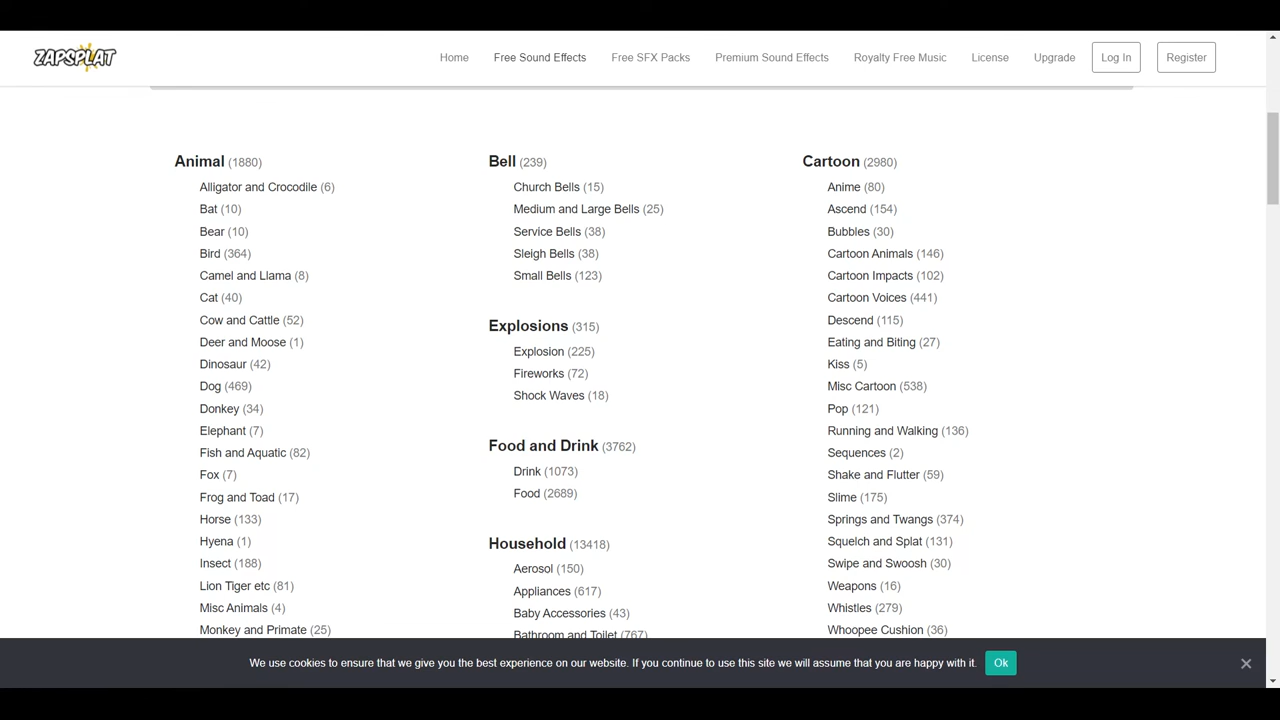 ZAPSPLAT
Home Free Sound Effects Free SFX Packs Premium Sound Effects Royalty Free Music License Upgrade Log In Register
Animal (1880)
Alligator and Crocodile (6)
Bat (10)
Bear (10)
Bird (364)
Camel and Llama (8)
Cat (40)
Cow and Cattle (52)
Deer and Moose (1)
Dinosaur (42)
Dog (469)
Donkey (34)
Elephant (7)
Fish and Aquatic (82)
Fox (7)
Frog and Toad (17)
Horse (133)
Hyena (1)
Insect (188)
Lion Tiger etc (81)
Misc Animals (4)
Monkey and Primate (25)
Bell (239)
Church Bells (15)
Medium and Large Bells (25)
Service Bells (38)
Sleigh Bells (38)
Small Bells (123)
Explosions (315)
Explosion (225)
Fireworks (72)
Shock Waves (18)
Food and Drink (3762)
Drink (1073)
Food (2689)
Household (13418)
Aerosol (150)
Appliances (617)
Baby Accessories (43)
Bathroom and Toilet (767)
Cartoon (2980)
Anime (80)
Ascend (154)
Bubbles (30)
Cartoon Animals (146)
Cartoon Impacts (102)
Cartoon Voices (441)
Descend (115)
Eating and Biting (27)
Kiss (5)
Misc Cartoon (538)
Pop (121)
Running and Walking (136)
Sequences (2)
Shake and Flutter (59)
Slime (175)
Springs and Twangs (374)
Squelch and Splat (131)
Swipe and Swoosh (30)
Weapons (16)
Whistles (279)
Whoopee Cushion (36)
We use cookies to ensure that we give you the best experience on our website. If you continue to use this site we will assume that you are happy with it. Ok